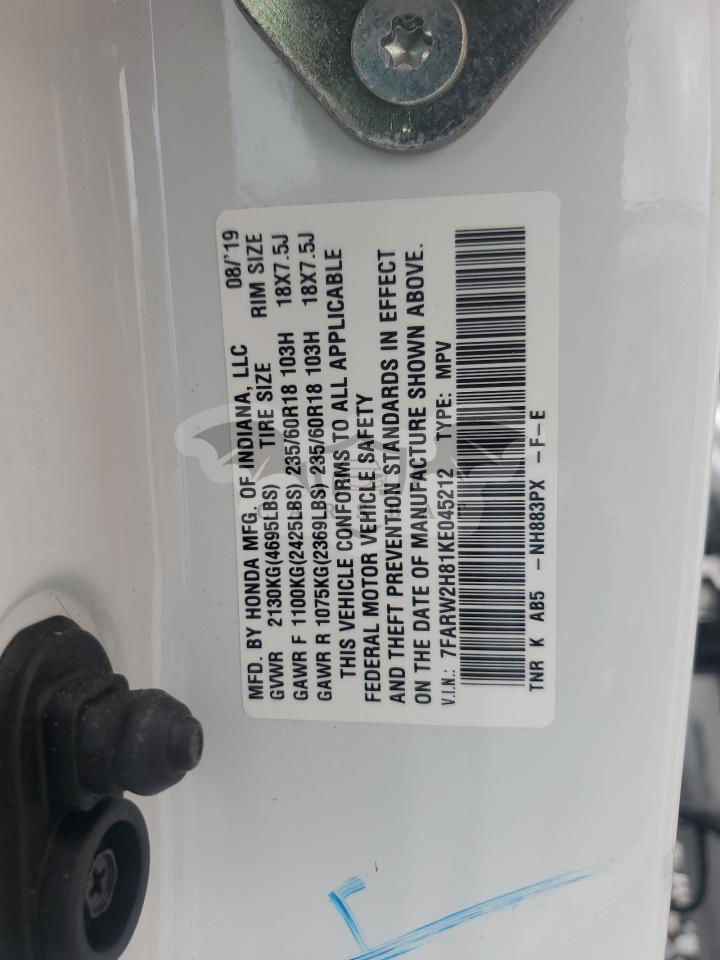 MFD. BY HONDA MFG. OF INDIANA, LLC 08/'19
GVWR 2130KG(4695LBS) TIRE SIZE RIM SIZE
GAWR F 1100KG(2425LBS) 235/60R18 103H 18X7.5J
GAWR R 1075KG(2369LBS) 235/60R18 103H 18X7.5J
THIS VEHICLE CONFORMS TO ALL APPLICABLE
FEDERAL MOTOR VEHICLE SAFETY
AND THEFT PREVENTION STANDARDS IN EFFECT
ON THE DATE OF MANUFACTURE SHOWN ABOVE.
V.I.N.: 7FARW2H81KE045212 TYPE: MPV
TNR K AB5 -NH883PX -F-E